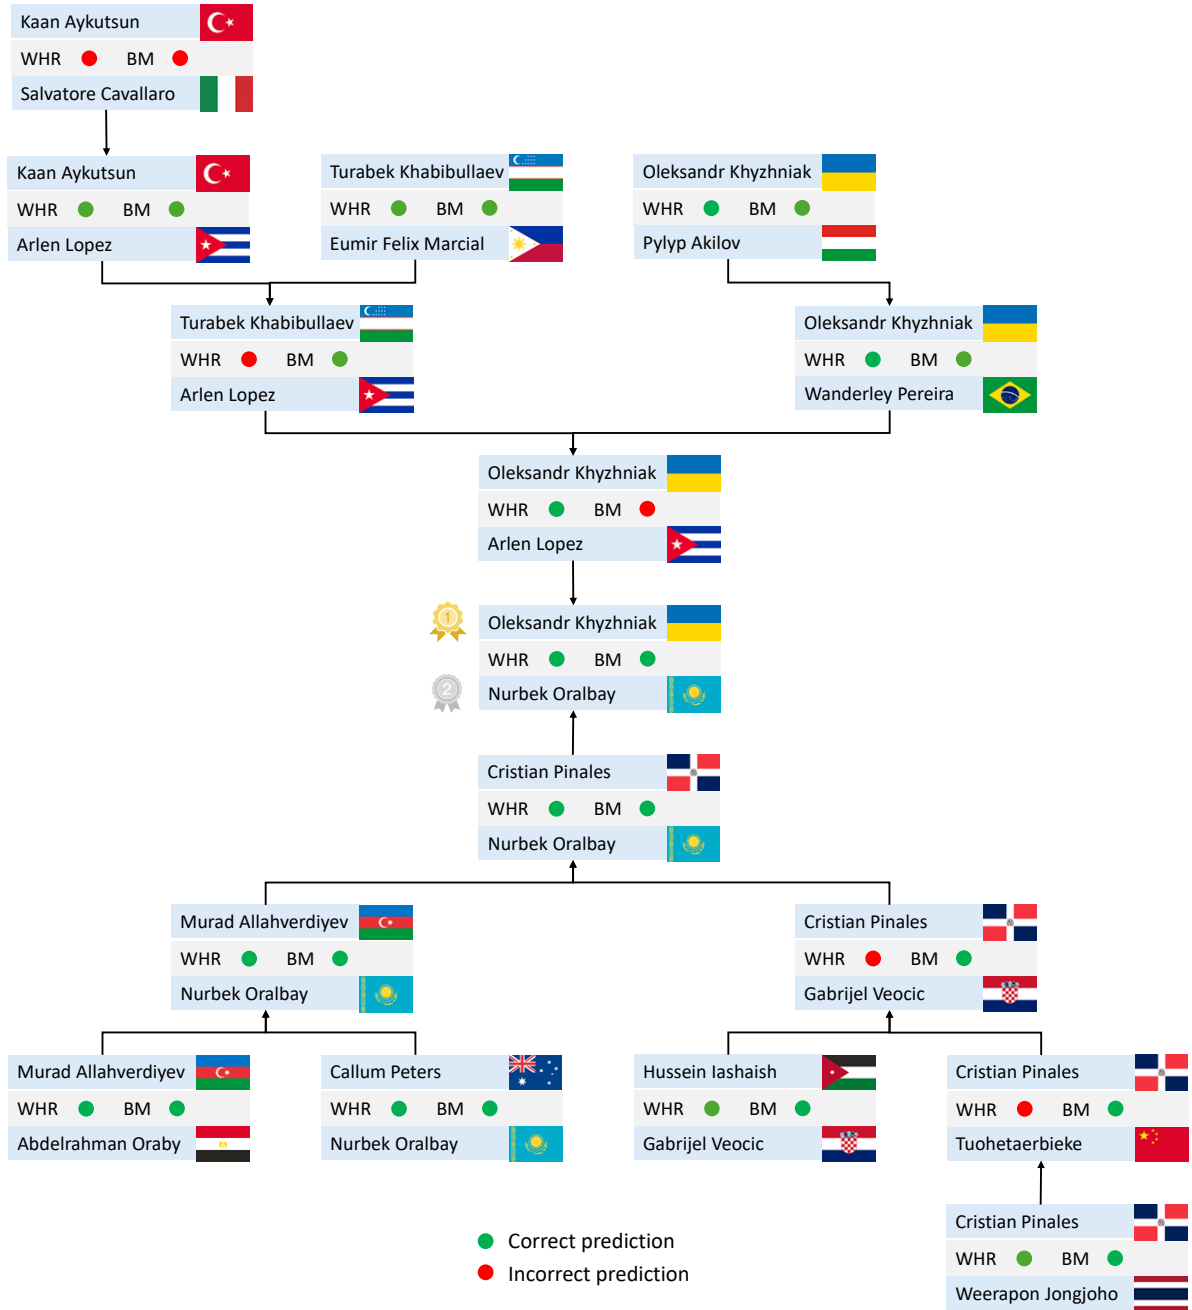 Kaan Aykutsun
WHR BM
Salvatore Cavallaro
Kaan Aykutsun
WHR BM
Arlen Lopez
Turabek Khabibullaev
WHR BM
Eumir Felix Marcial
Oleksandr Khyzhniak
WHR BM
Pylyp Akilov
Turabek Khabibullaev
WHR BM
Arlen Lopez
Oleksandr Khyzhniak
WHR BM
Wanderley Pereira
Oleksandr Khyzhniak
WHR BM
Arlen Lopez
1
Oleksandr Khyzhniak
WHR BM
2
Nurbek Oralbay
Cristian Pinales
WHR BM
Nurbek Oralbay
Murad Allahverdiyev
WHR BM
Nurbek Oralbay
Cristian Pinales
WHR BM
Gabrijel Veocic
Murad Allahverdiyev
WHR BM
Abdelrahman Oraby
Callum Peters
WHR BM
Nurbek Oralbay
Hussein Iashaish
WHR BM
Gabrijel Veocic
Cristian Pinales
WHR BM
Tuohetaerbieke
Cristian Pinales
WHR BM
Weerapon Jongjoho
Correct prediction
Incorrect prediction